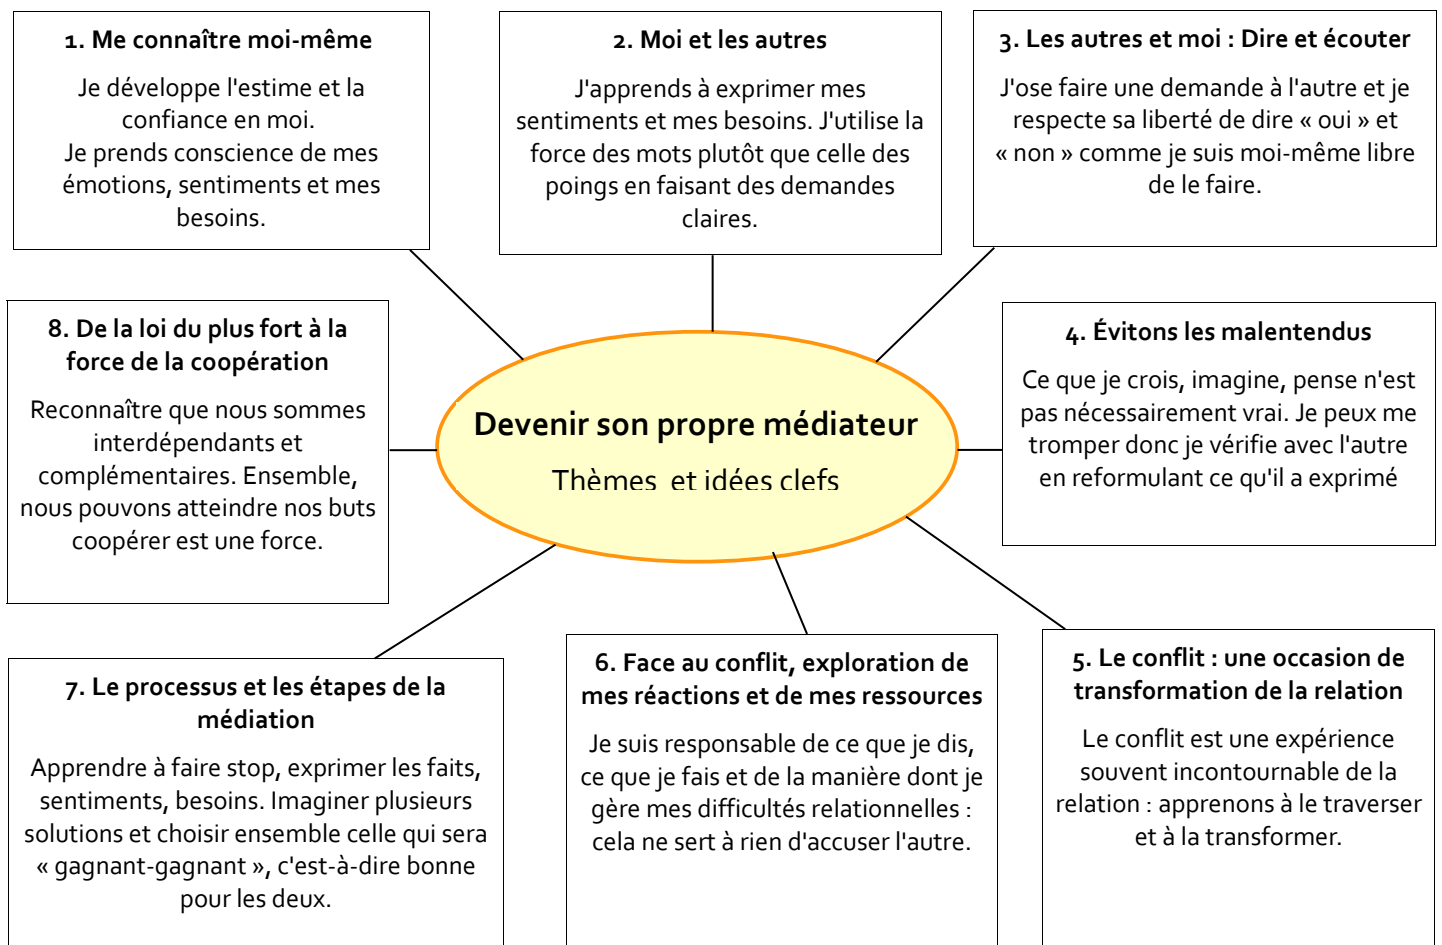 1. Me connaître moi-même
Je développe l'estime et la
confiance en moi.
Je prends conscience de mes
émotions, sentiments et mes
besoins.
2. Moi et les autres
J'apprends à exprimer mes
sentiments et mes besoins. J'utilise la
force des mots plutôt que celle des
poings en faisant des demandes
claires.
3. Les autres et moi : Dire et écouter
J'ose faire une demande à l'autre et je
respecte sa liberté de dire « oui » et
« non » comme je suis moi-même libre
de le faire.
8. De la loi du plus fort à la
force de la coopération
Reconnaître que nous sommes
interdépendants et
complémentaires. Ensemble,
nous pouvons atteindre nos buts
coopérer est une force.
Devenir son propre médiateur
Thèmes et idées clefs
4. Évitons les malentendus
Ce que je crois, imagine, pense n'est
pas nécessairement vrai. Je peux me
tromper donc je vérifie avec l'autre
en reformulant ce qu'il a exprimé
7. Le processus et les étapes de la
médiation
Apprendre à faire stop, exprimer les faits,
sentiments, besoins. Imaginer plusieurs
solutions et choisir ensemble celle qui sera
« gagnant-gagnant », c'est-à-dire bonne
pour les deux.
6. Face au conflit, exploration de
mes réactions et de mes ressources
Je suis responsable de ce que je dis,
ce que je fais et de la manière dont je
gère mes difficultés relationnelles :
cela ne sert à rien d'accuser l'autre.
5. Le conflit : une occasion de
transformation de la relation
Le conflit est une expérience
souvent incontournable de la
relation : apprenons à le traverser
et à la transformer.